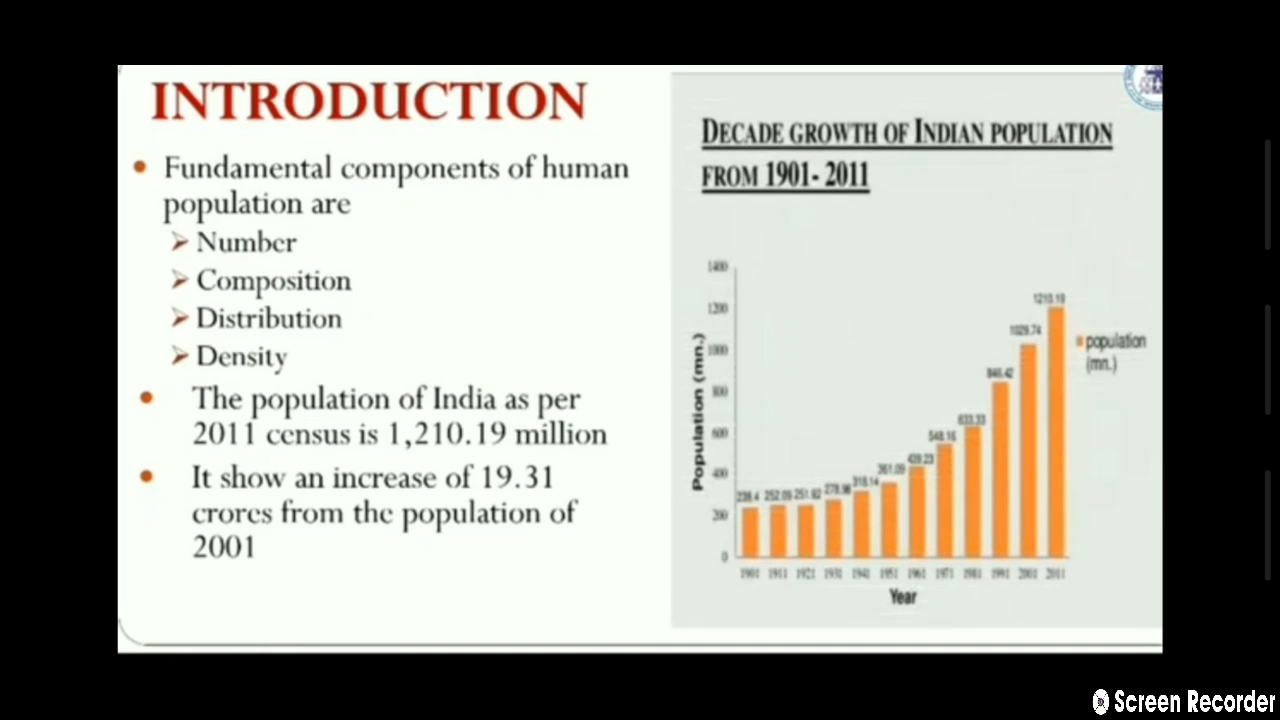 INTRODUCTION
Fundamental components of human
population are
Number
Composition
Distribution
Density
The population of India as per
2011 census is 1,210.19 million
It show an increase of 19.31
crores from the population of
2001
DECADE GROWTH OF INDIAN POPULATION
FROM 1901- 2011
Population (mn.)
1400
1200
1000
800
600
400
200
0
238.4 252.09 251.32 278.98 318.14 361.09 439.23 548.16 683.33 846.42 1028.74 1210.19
1901 1911 1921 1931 1941 1951 1961 1971 1981 1991 2001 2011
Year
population
(mn.)
Screen Recorder